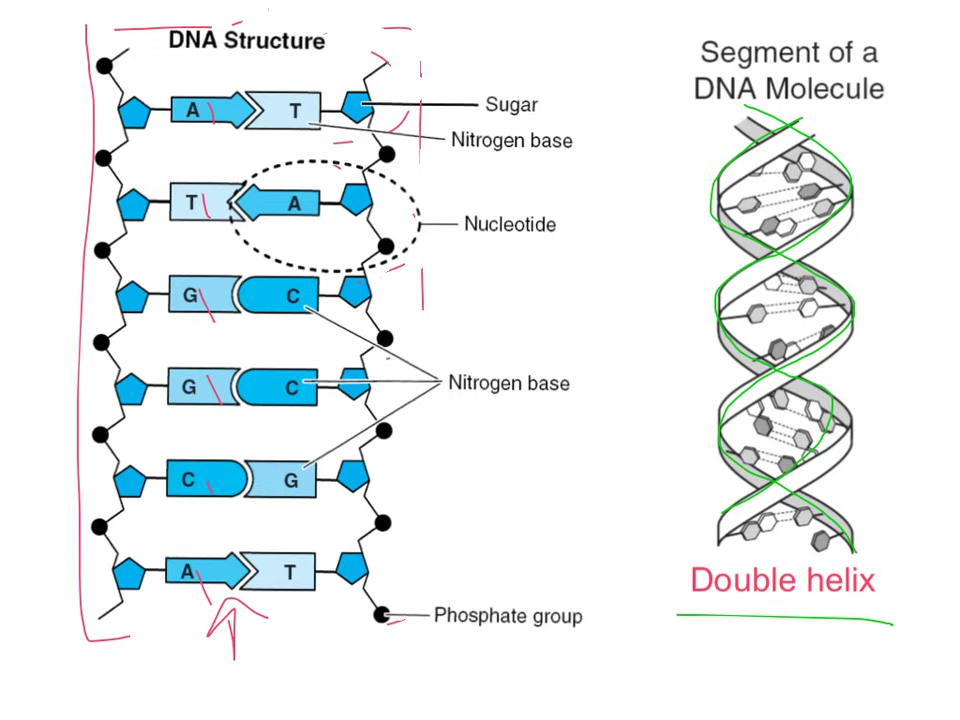 DNA Structure
Segment of a
DNA Molecule
A T
Sugar
Nitrogen base
T A
Nucleotide
G C
G C
Nitrogen base
C G
A T
Double helix
Phosphate group